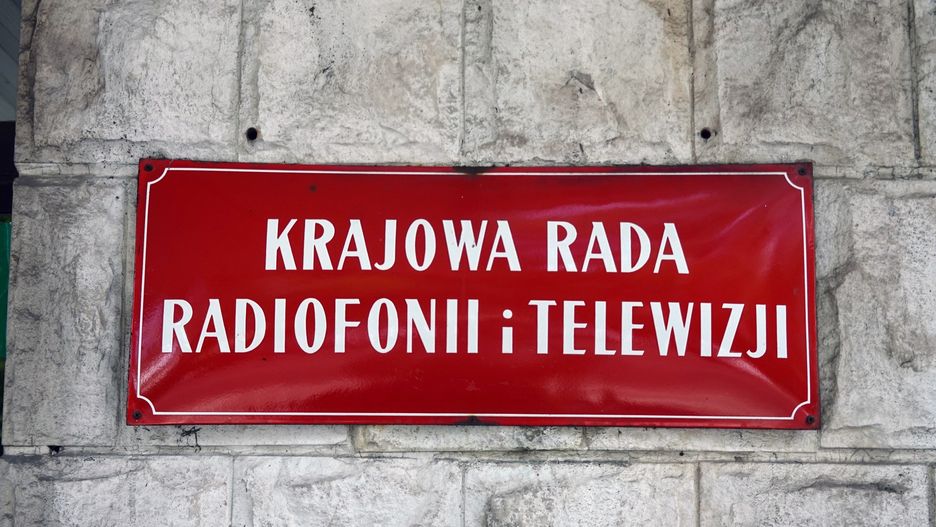 KRAJOWA RADA
RADIOFONII i TELEWIZJI